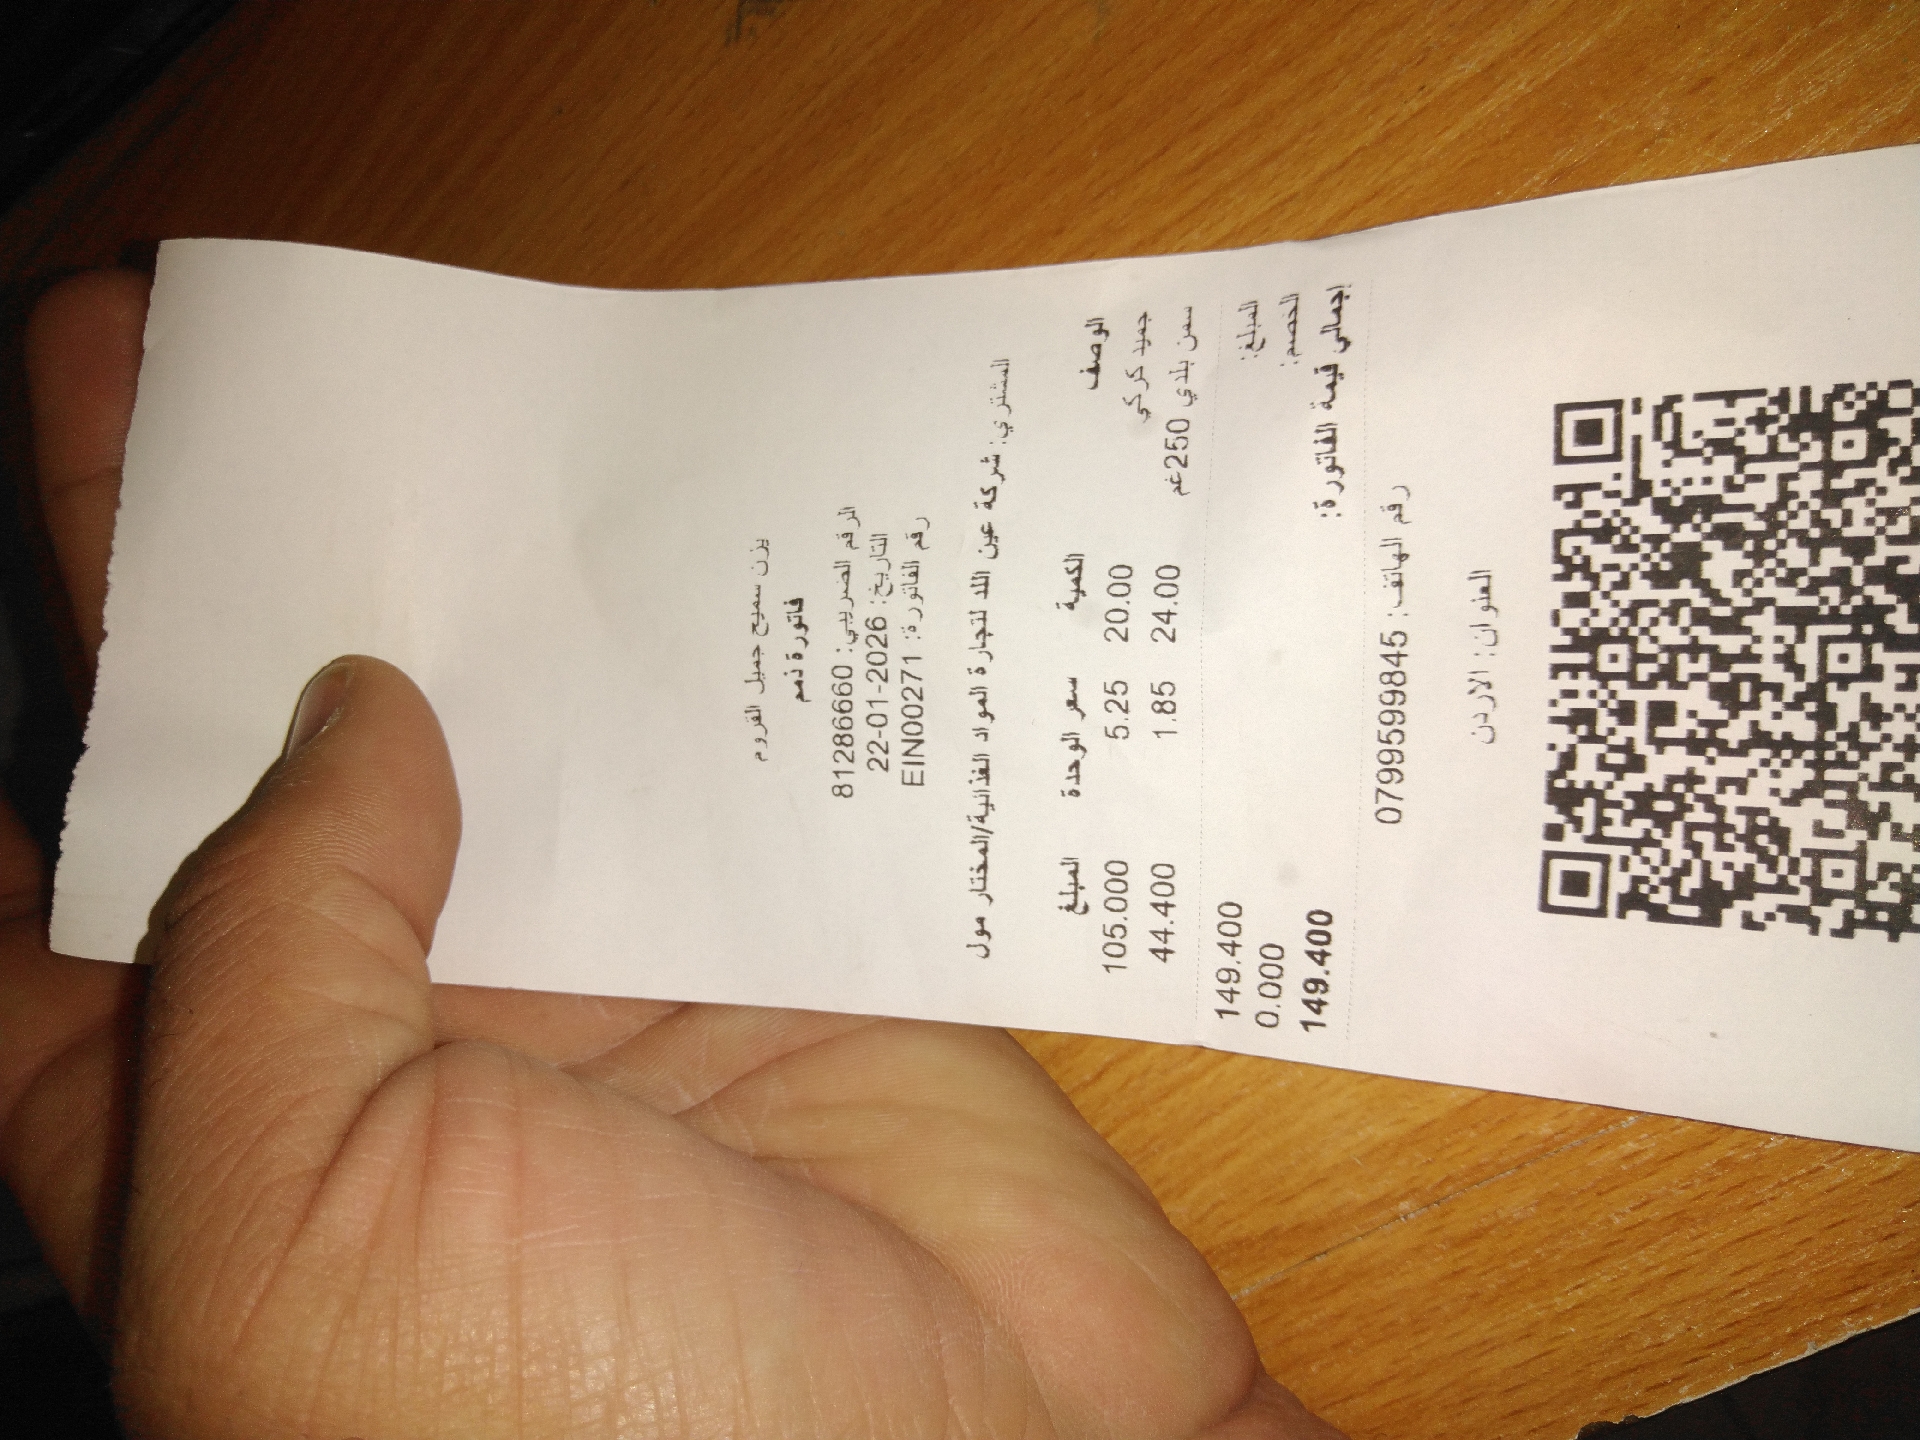 يزن سميح جميل القروم
فاتورة ذمم
الرقم الضريبي: 81286660
التاريخ: 22-01-2026
رقم الفاتورة: EIN00271
المشتري: شركة عين اللد لتجارة المواد الغذائية/المختار مول
الوصف الكمية سعر الوحدة المبلغ
جميد كركي 20.00 5.25 105.000
سمن بلدي 250غم 24.00 1.85 44.400
المبلغ: 149.400
الخصم: 0.000
إجمالي قيمة الفاتورة: 149.400
رقم الهاتف: 0799599845
العنوان: الاردن